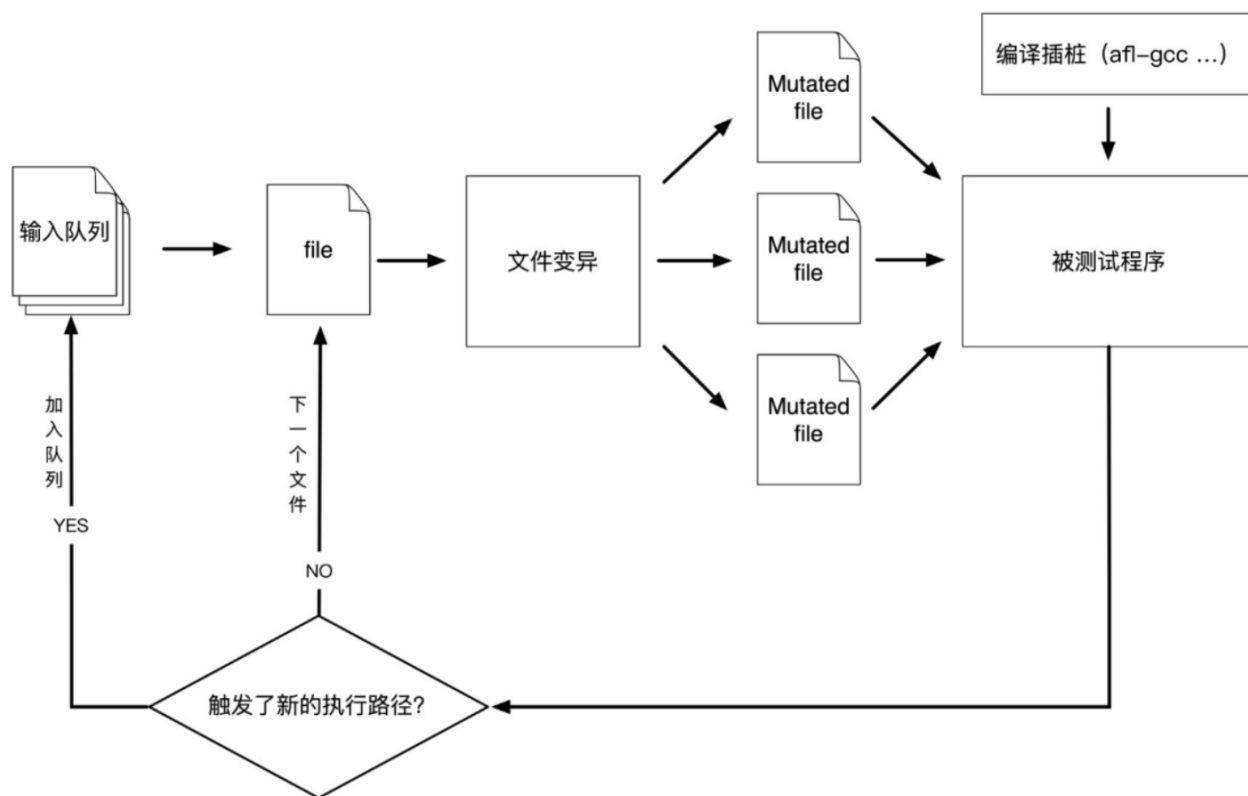 编译插桩（afl-gcc ...）
Mutated
file
输入队列
file
文件变异
Mutated
file
被测试程序
Mutated
file
加入队列
下一个文件
YES
NO
触发了新的执行路径?